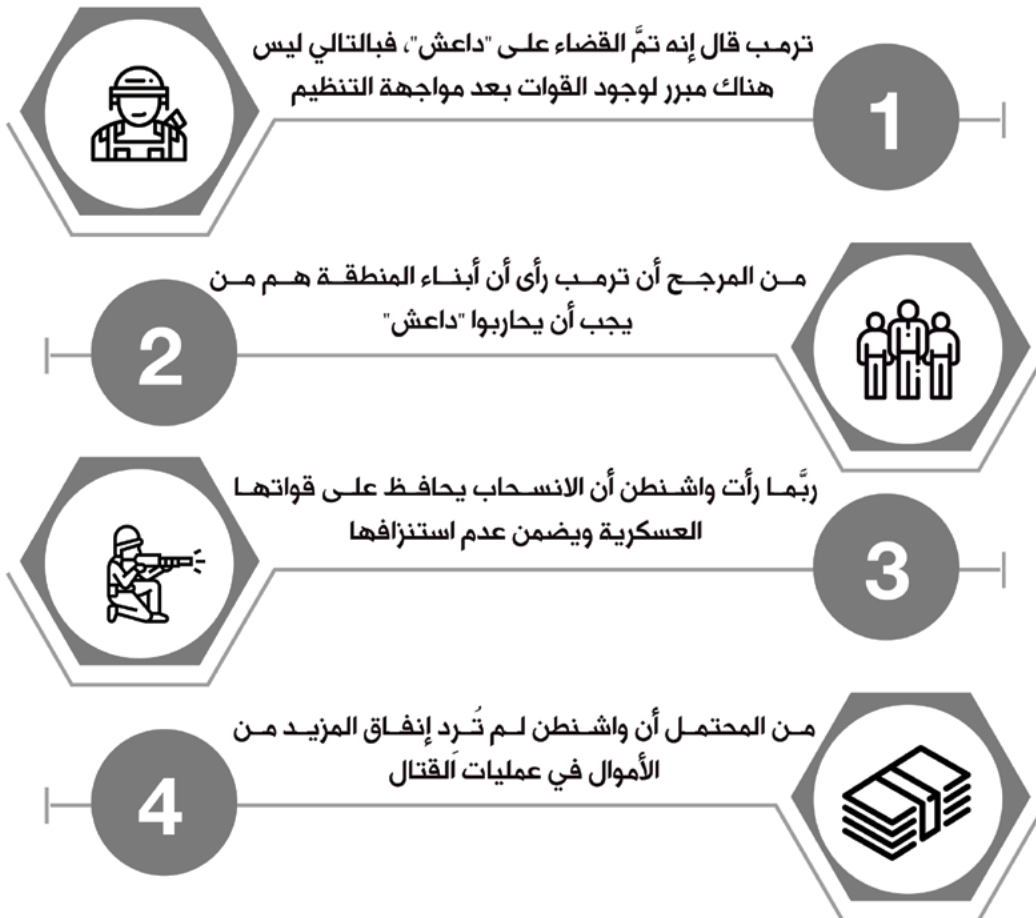 ترمب قال إنه تمَّ القضاء على "داعش"، فبالتالي ليس
هناك مبرر لوجود القوات بعد مواجهة التنظيم
1
من المرجح أن ترمب رأى أن أبناء المنطقة هم من
يجب أن يحاربوا "داعش"
2
ربَّما رأت واشنطن أن الانسحاب يحافظ على قواتها
العسكرية ويضمن عدم استنزافها
3
من المحتمل أن واشنطن لم تُرد إنفاق المزيد من
الأموال في عمليات القتال
4